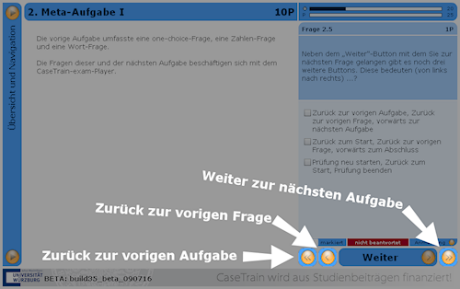 2. Meta-Aufgabe I
10P
Übersicht und Navigation
Die vorige Aufgabe umfasste eine one-choice-Frage, eine Zahlen-Frage
und eine Wort-Frage.
Die Fragen dieser und der nächsten Aufgabe beschäftigen sich mit dem
CaseTrain-exam-Player.
Frage 2.5
1P
Neben dem „Weiter"-Button mit dem Sie zur
nächsten Frage gelangen gibt es noch drei
weitere Buttons. Diese bedeuten (von links
nach rechts) ...?
Zurück zur vorigen Aufgabe, Zurück
zur vorigen Frage, vorwärts zur
nächsten Aufgabe
Zurück zum Start, Zurück zur vorigen
Frage, vorwärts zum Abschluss
Prüfung neu starten, Zurück zum
Start, Prüfung beenden
Weiter zur nächsten Aufgabe
Zurück zur vorigen Frage
Zurück zur vorigen Aufgabe
nicht beantwortet
Weiter
UNIVERSITÄT
WÜRZBURG
BETA: build35_beta_090716
CaseTrain wird aus Studienbeiträgen finanziert!